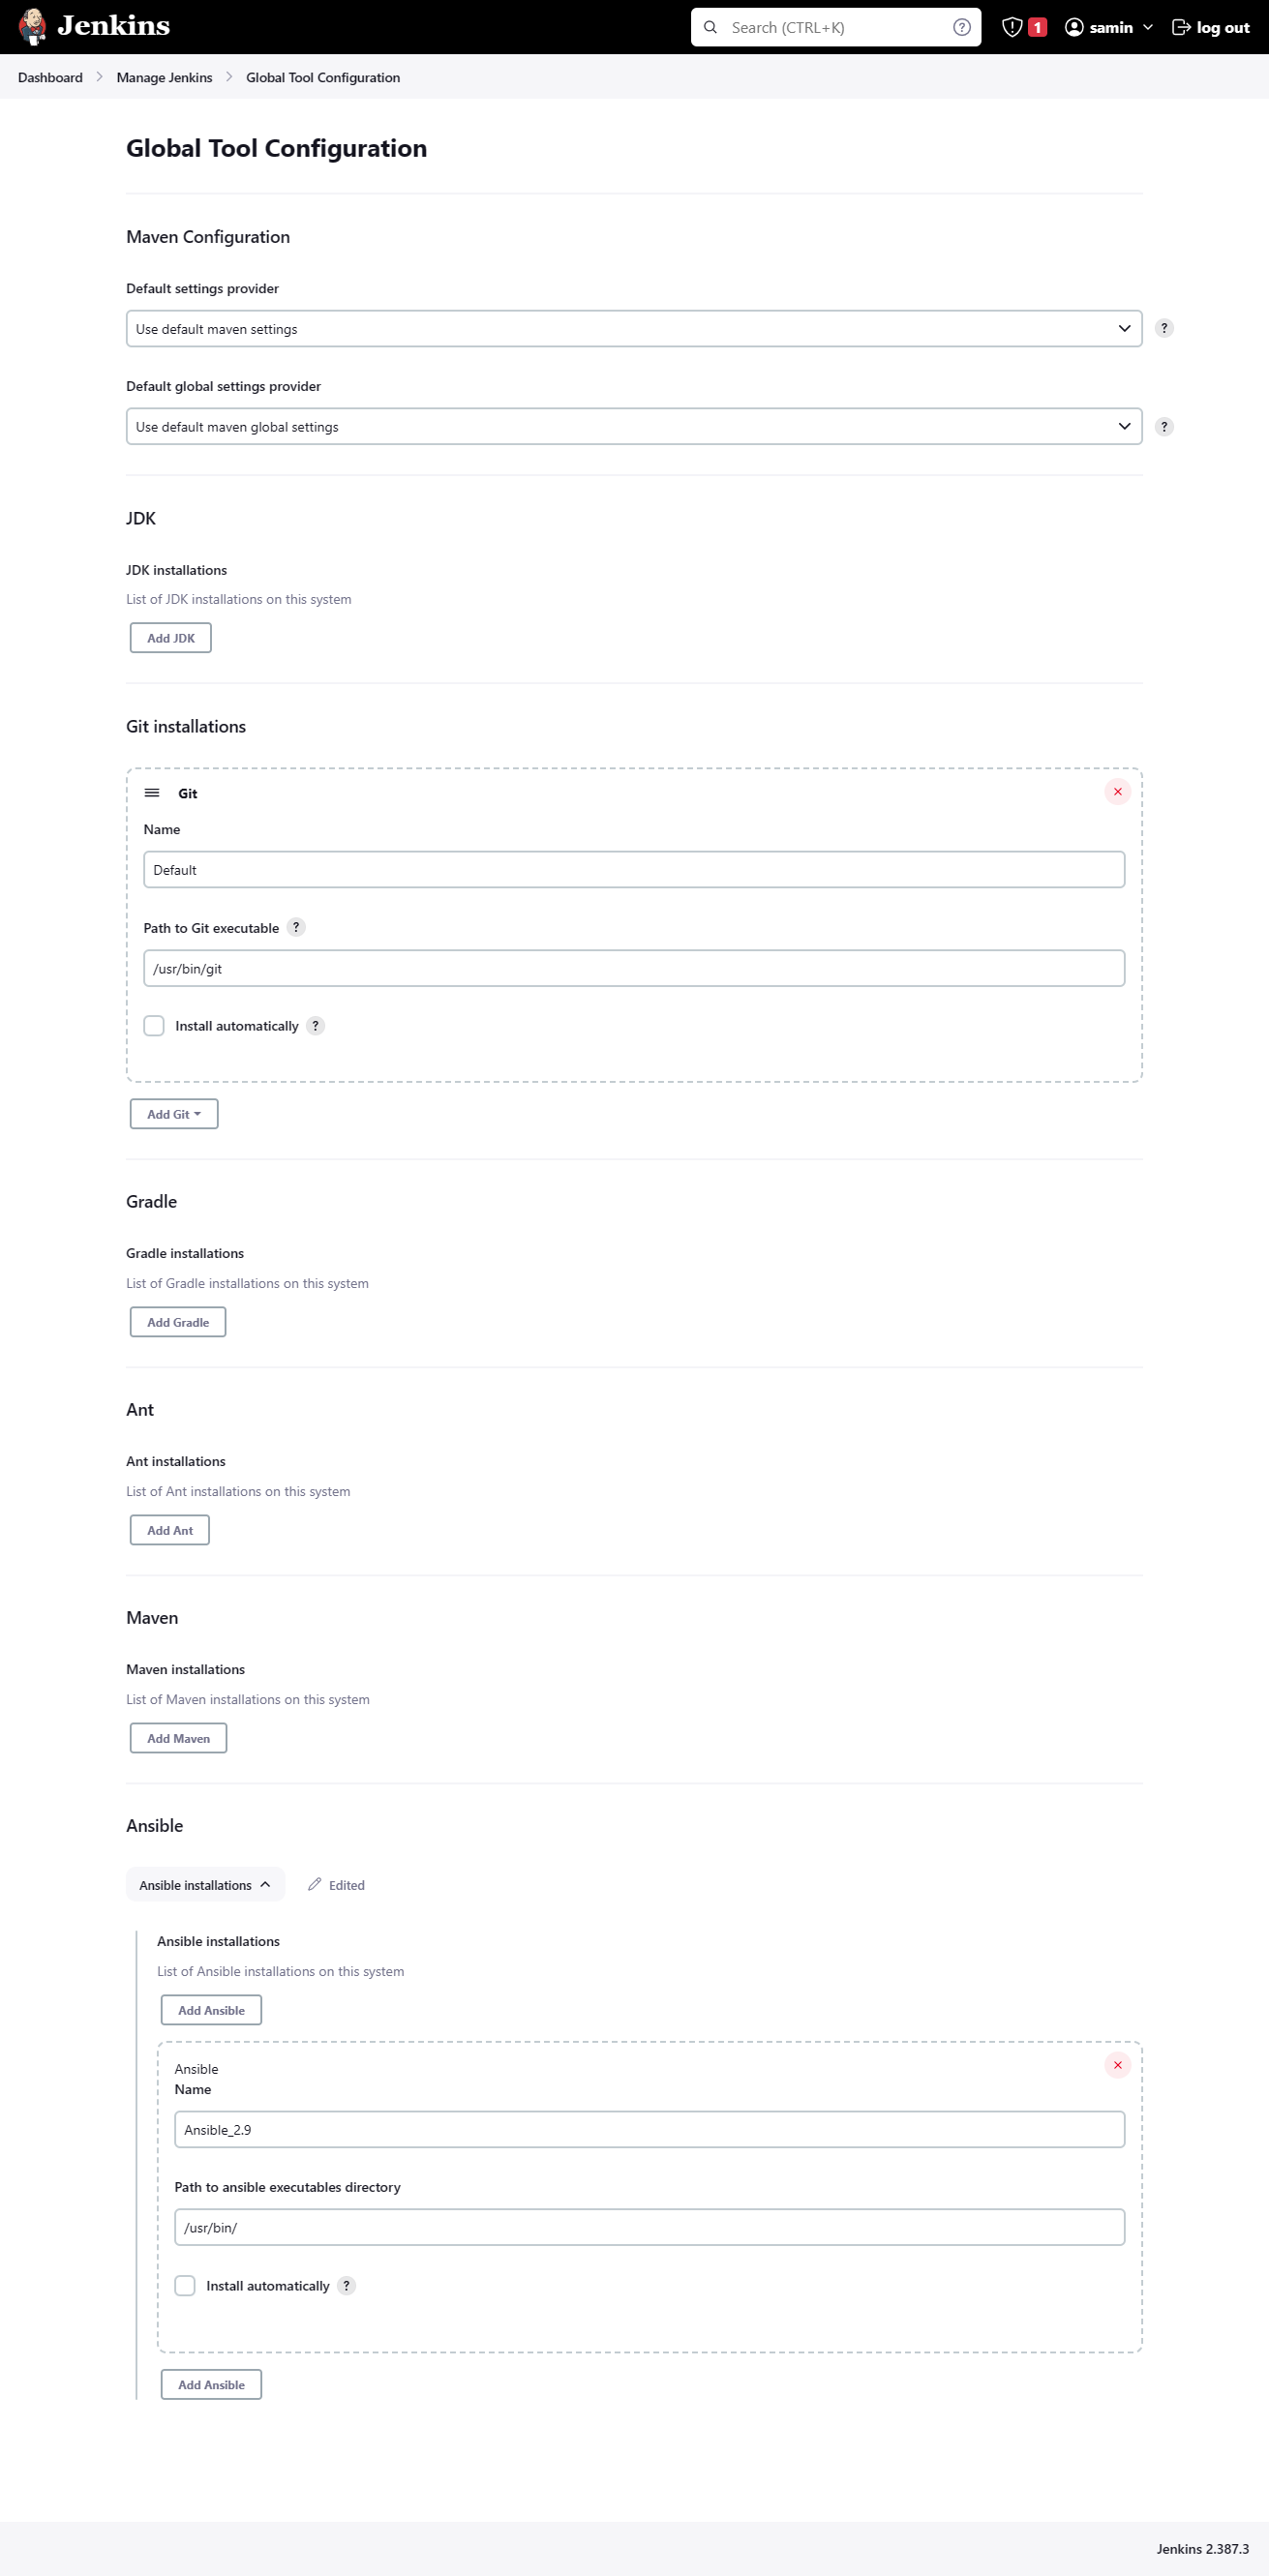 Jenkins
Search (CTRL+K)
?
1
samin
log out
Dashboard
Manage Jenkins
Global Tool Configuration
Global Tool Configuration
Maven Configuration
Default settings provider
Use default maven settings
?
Default global settings provider
Use default maven global settings
?
JDK
JDK installations
List of JDK installations on this system
Add JDK
Git installations
Git
Name
Default
Path to Git executable ?
/usr/bin/git
Install automatically ?
Add Git
Gradle
Gradle installations
List of Gradle installations on this system
Add Gradle
Ant
Ant installations
List of Ant installations on this system
Add Ant
Maven
Maven installations
List of Maven installations on this system
Add Maven
Ansible
Ansible installations
Edited
Ansible installations
List of Ansible installations on this system
Add Ansible
Ansible
Name
Ansible_2.9
Path to ansible executables directory
/usr/bin/
Install automatically ?
Add Ansible
Jenkins 2.387.3